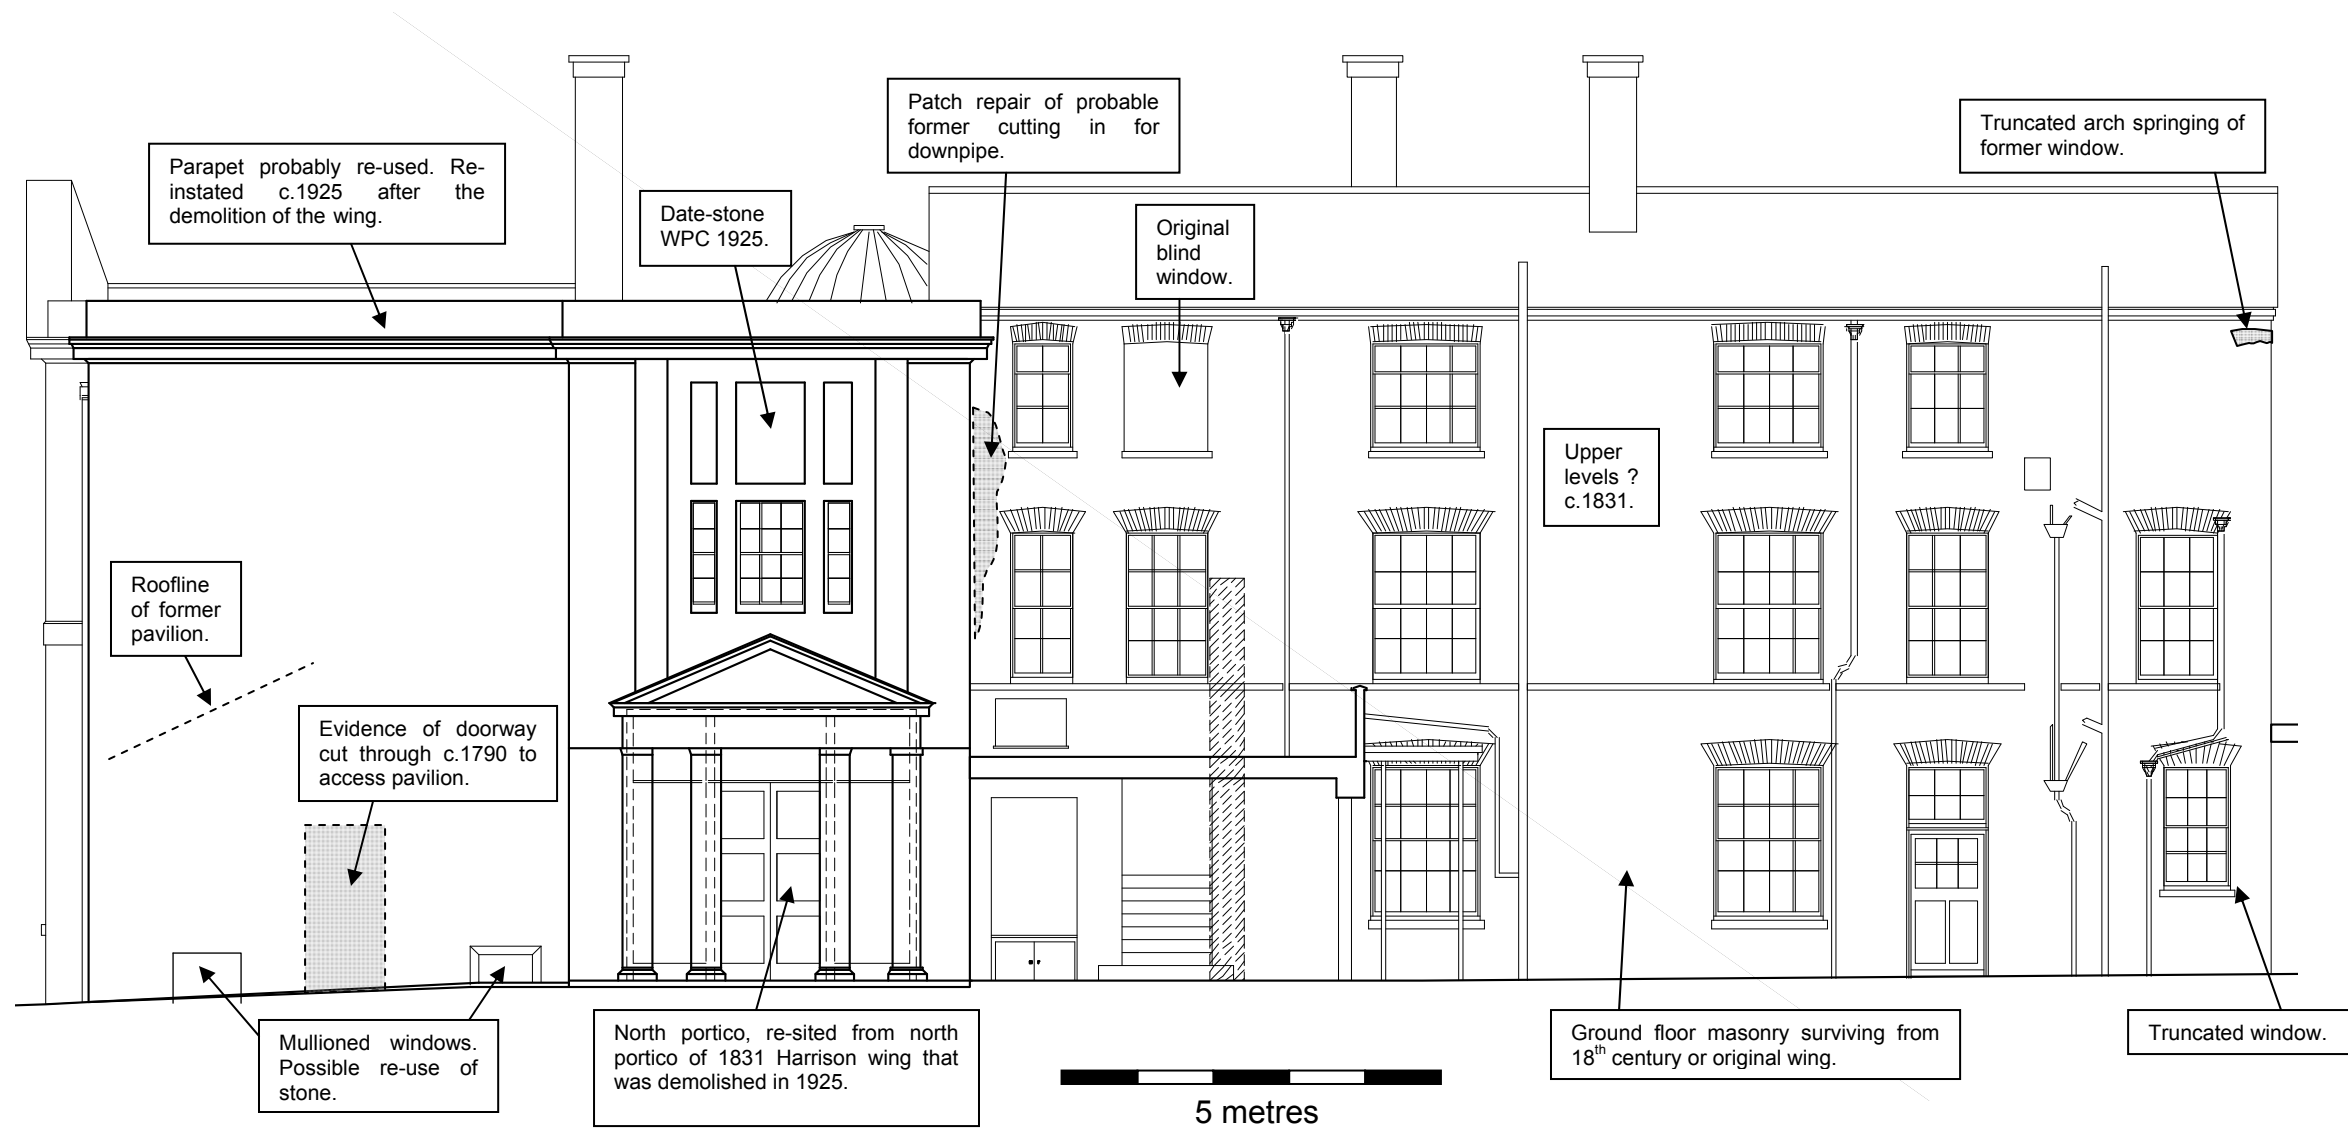 Patch repair of probable
former cutting in for
downpipe.
Truncated arch springing of
former window.
Parapet probably re-used. Re-
instated c.1925 after the
demolition of the wing.
Date-stone
WPC 1925.
Original
blind
window.
Upper
levels ?
c.1831.
Roofline
of former
pavilion.
Evidence of doorway
cut through c.1790 to
access pavilion.
Mullioned windows.
Possible re-use of
stone.
North portico, re-sited from north
portico of 1831 Harrison wing that
was demolished in 1925.
Ground floor masonry surviving from
18th century or original wing.
Truncated window.
5 metres